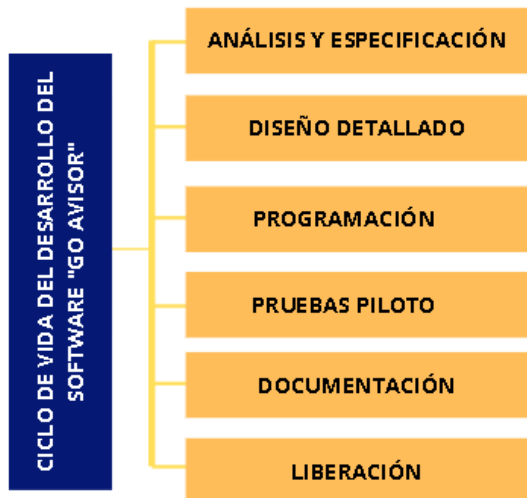 CICLO DE VIDA DEL DESARROLLO DEL
SOFTWARE "GO AVISOR"
ANÁLISIS Y ESPECIFICACIÓN
DISEÑO DETALLADO
PROGRAMACIÓN
PRUEBAS PILOTO
DOCUMENTACIÓN
LIBERACIÓN